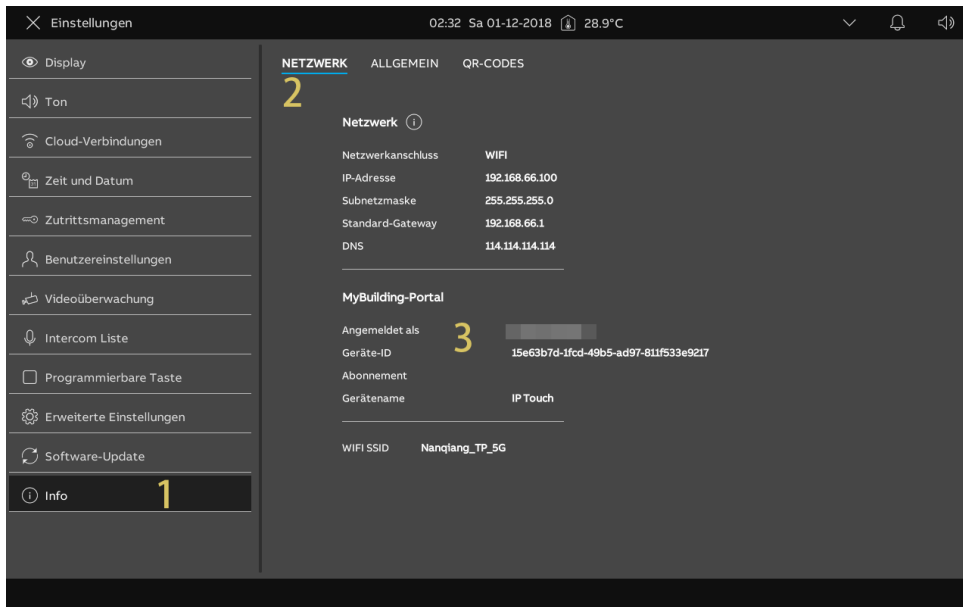 Einstellungen
02:32 Sa 01-12-2018 28.9°C
Display
Ton
Cloud-Verbindungen
Zeit und Datum
Zutrittsmanagement
Benutzereinstellungen
Videoüberwachung
Intercom Liste
Programmierbare Taste
Erweiterte Einstellungen
Software-Update
Info 1
NETZWERK ALLGEMEIN QR-CODES
2
Netzwerk
Netzwerkanschluss WIFI
IP-Adresse 192.168.66.100
Subnetzmaske 255.255.255.0
Standard-Gateway 192.168.66.1
DNS 114.114.114.114
MyBuilding-Portal
Angemeldet als
3
Geräte-ID 15e63b7d-1fcd-49b5-ad97-811f533e9217
Abonnement
Gerätename IP Touch
WIFI SSID Nanqiang_TP_5G